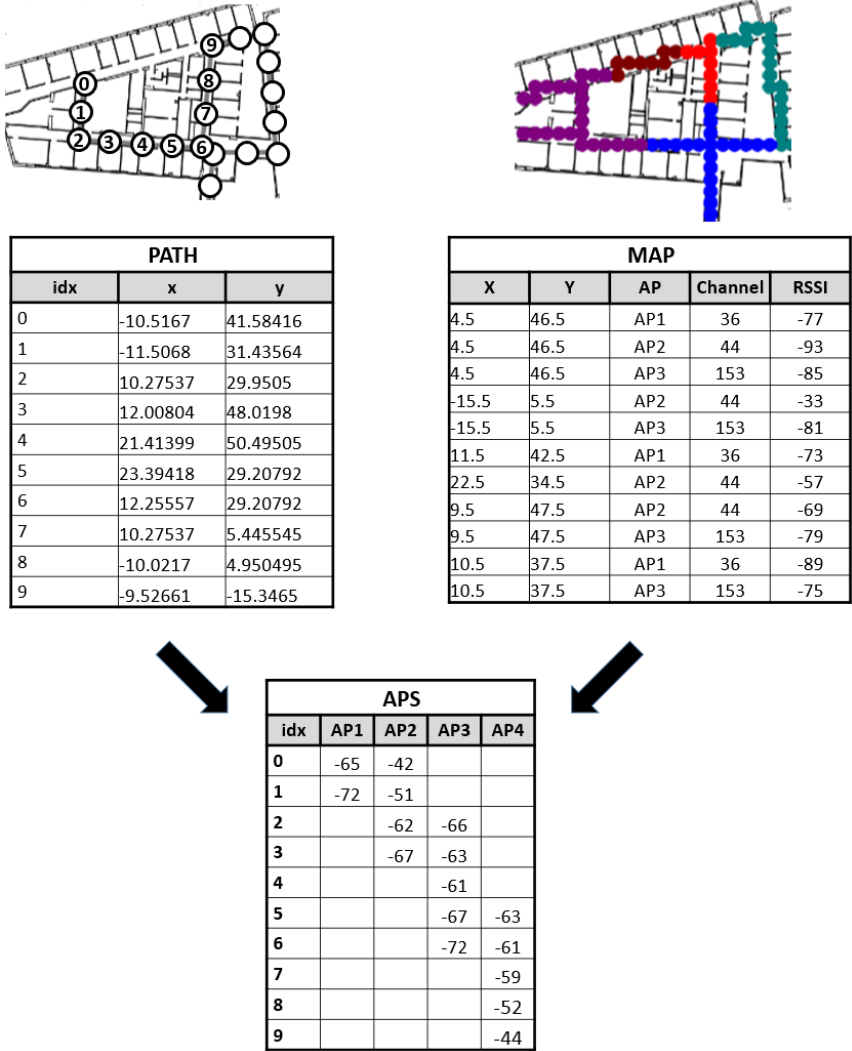 9
8
0
7
1
2 3 4 5 6
PATH
idx x y
0 -10.5167 41.58416
1 -11.5068 31.43564
2 10.27537 29.9505
3 12.00804 48.0198
4 21.41399 50.49505
5 23.39418 29.20792
6 12.25557 29.20792
7 10.27537 5.445545
8 -10.0217 4.950495
9 -9.52661 -15.3465
MAP
X Y AP Channel RSSI
4.5 46.5 AP1 36 -77
4.5 46.5 AP2 44 -93
4.5 46.5 AP3 153 -85
-15.5 5.5 AP2 44 -33
-15.5 5.5 AP3 153 -81
11.5 42.5 AP1 36 -73
22.5 34.5 AP2 44 -57
9.5 47.5 AP2 44 -69
9.5 47.5 AP3 153 -79
10.5 37.5 AP1 36 -89
10.5 37.5 AP3 153 -75
APS
idx AP1 AP2 AP3 AP4
0 -65 -42
1 -72 -51
2 -62 -66
3 -67 -63
4 -61
5 -67 -63
6 -72 -61
7 -59
8 -52
9 -44